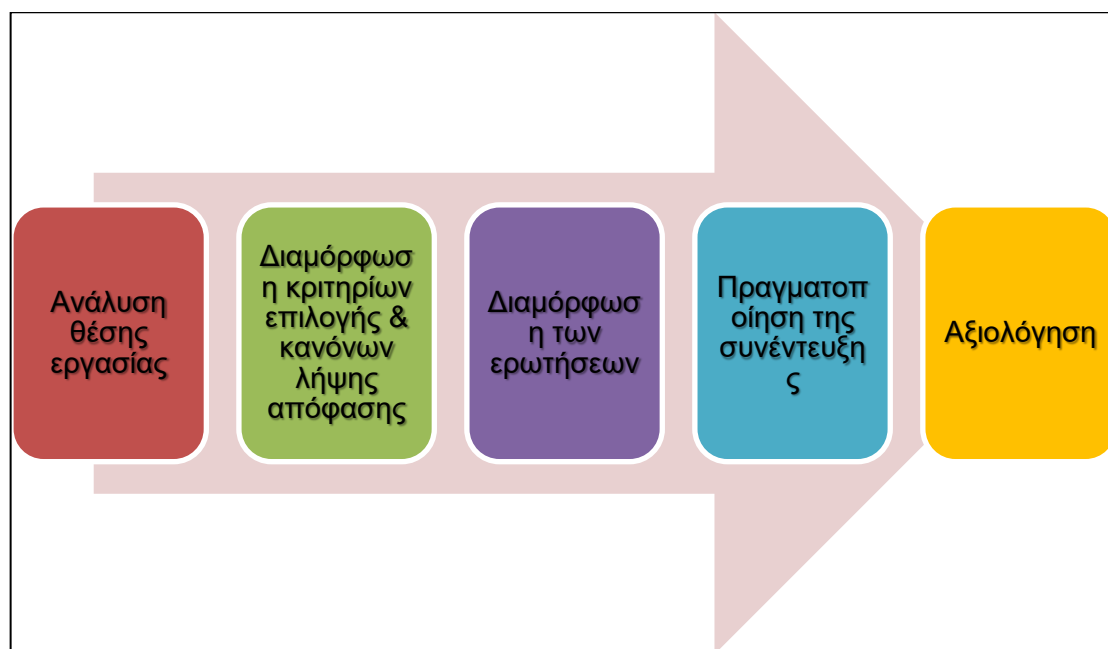 Ανάλυση
θέσης
εργασίας
Διαμόρφωσ
η κριτηρίων
επιλογής &
κανόνων
λήψης
απόφασης
Διαμόρφωσ
η των
ερωτήσεων
Πραγματοπ
οίηση της
συνέντευξη
ς
Αξιολόγηση